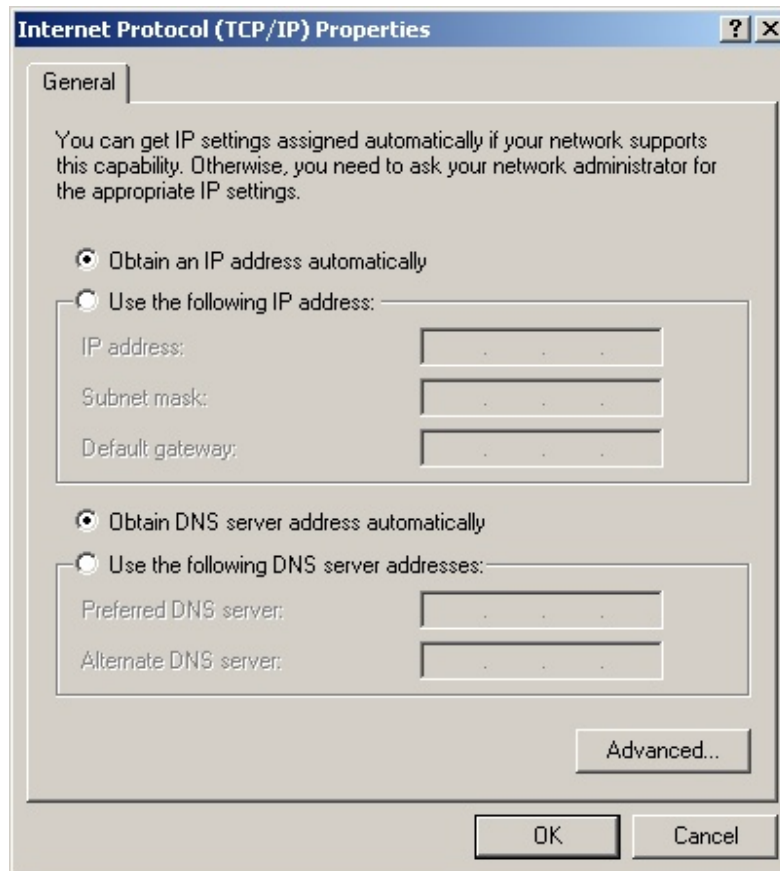 Internet Protocol (TCP/IP) Properties
General
You can get IP settings assigned automatically if your network supports
this capability. Otherwise, you need to ask your network administrator for
the appropriate IP settings.
Obtain an IP address automatically
Use the following IP address:
IP address:
Subnet mask:
Default gateway:
Obtain DNS server address automatically
Use the following DNS server addresses:
Preferred DNS server:
Alternate DNS server:
Advanced...
OK Cancel